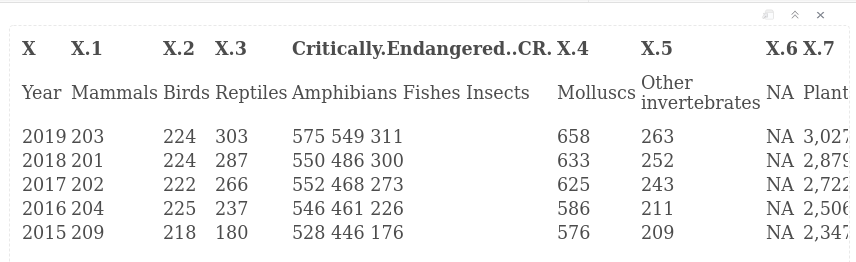 X X.1 X.2 X.3 Critically.Endangered..CR. X.4 X.5 X.6 X.7
Year Mammals Birds Reptiles Amphibians Fishes Insects Molluscs Other invertebrates NA Plant
2019 203 224 303 575 549 311 658 263 NA 3,027
2018 201 224 287 550 486 300 633 252 NA 2,879
2017 202 222 266 552 468 273 625 243 NA 2,722
2016 204 225 237 546 461 226 586 211 NA 2,506
2015 209 218 180 528 446 176 576 209 NA 2,347